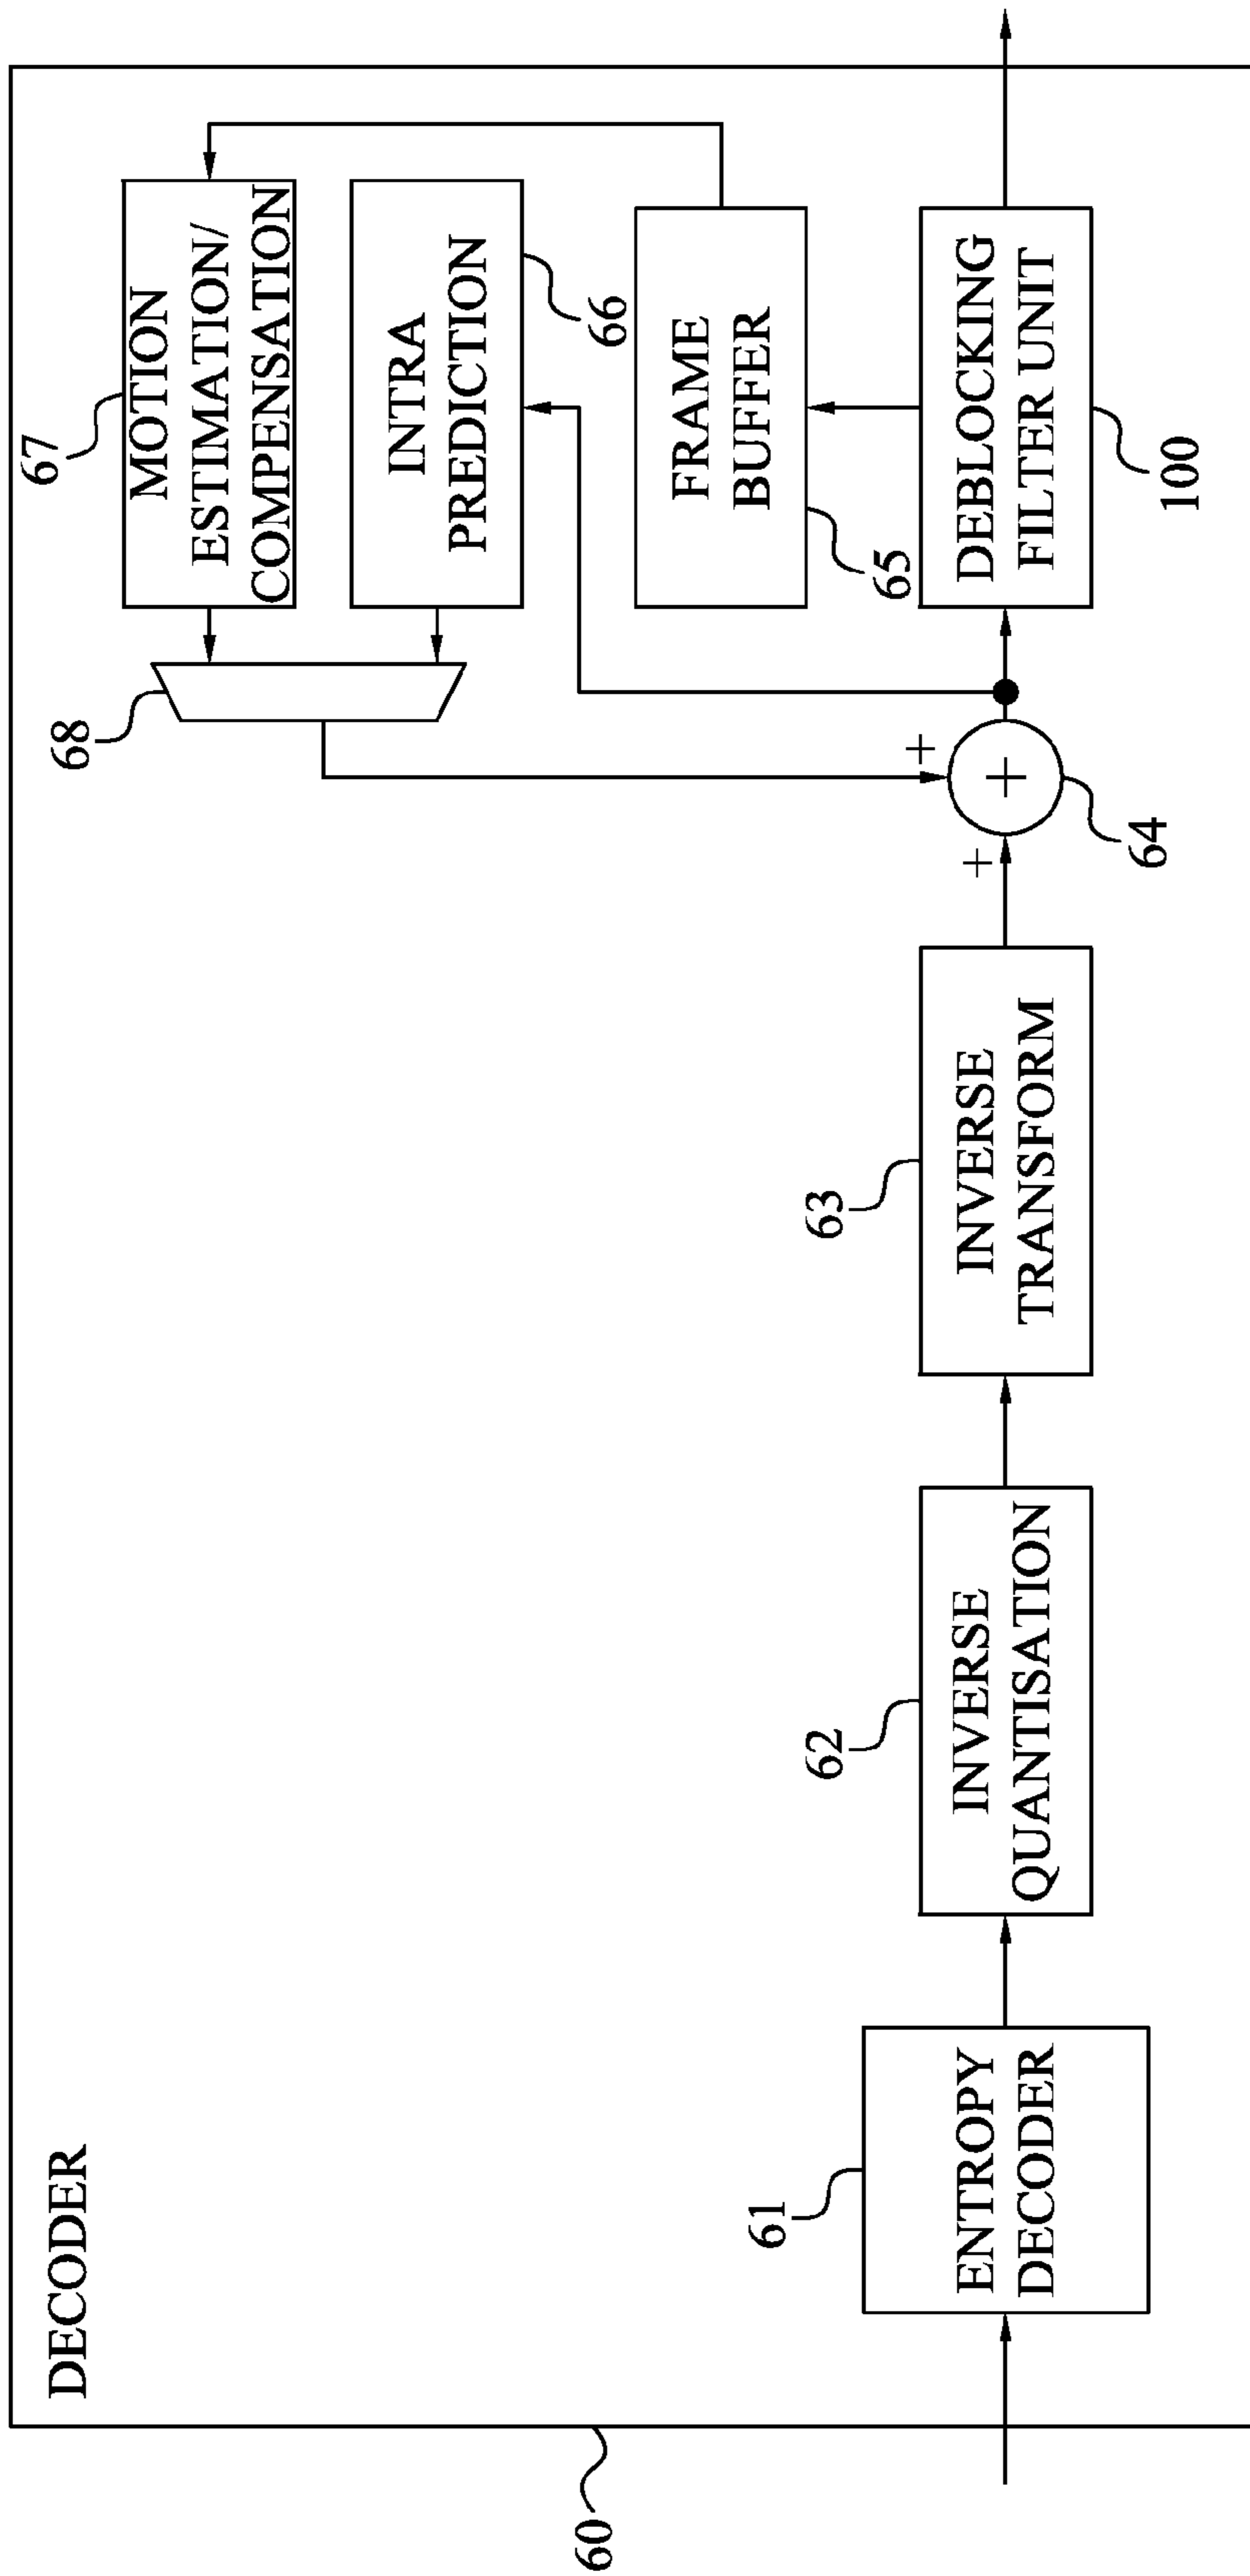 DECODER
60
67
MOTION
ESTIMATION/
COMPENSATION
68
INTRA
PREDICTION
66
FRAME
BUFFER
65
61
ENTROPY
DECODER
62
INVERSE
QUANTISATION
63
INVERSE
TRANSFORM
+
+
+
64
DEBLOCKING
FILTER UNIT
100